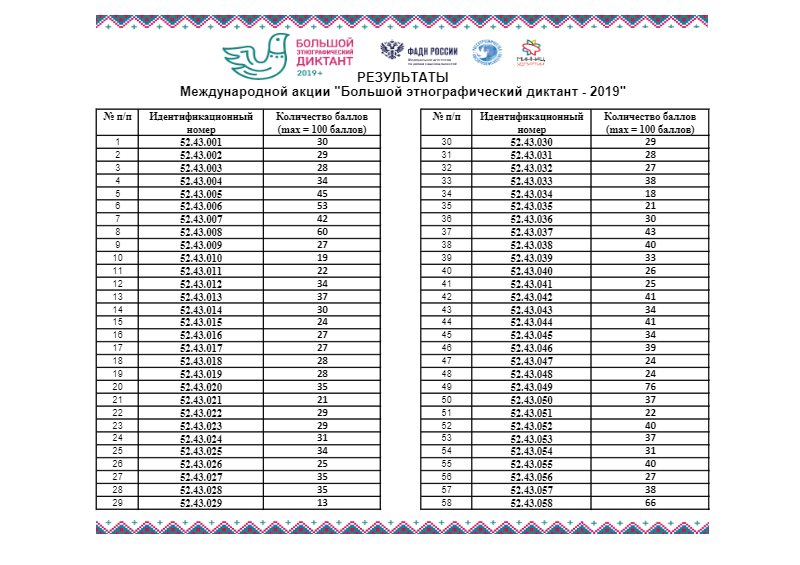 БОЛЬШОЙ
ЭТНОГРАФИЧЕСКИЙ
ДИКТАНТ
2019+
ФАДН РОССИИ
МИННАЦ
УДМУРТИИ
РЕЗУЛЬТАТЫ
Международной акции "Большой этнографический диктант - 2019"
№ п/п Идентификационный номер Количество баллов (max = 100 баллов)
1 52.43.001 30
2 52.43.002 29
3 52.43.003 28
4 52.43.004 34
5 52.43.005 45
6 52.43.006 53
7 52.43.007 42
8 52.43.008 60
9 52.43.009 27
10 52.43.010 19
11 52.43.011 22
12 52.43.012 34
13 52.43.013 37
14 52.43.014 30
15 52.43.015 24
16 52.43.016 27
17 52.43.017 27
18 52.43.018 28
19 52.43.019 28
20 52.43.020 35
21 52.43.021 21
22 52.43.022 29
23 52.43.023 29
24 52.43.024 31
25 52.43.025 34
26 52.43.026 25
27 52.43.027 35
28 52.43.028 35
29 52.43.029 13
№ п/п Идентификационный номер Количество баллов (max = 100 баллов)
30 52.43.030 29
31 52.43.031 28
32 52.43.032 27
33 52.43.033 38
34 52.43.034 18
35 52.43.035 21
36 52.43.036 30
37 52.43.037 43
38 52.43.038 40
39 52.43.039 33
40 52.43.040 26
41 52.43.041 25
42 52.43.042 41
43 52.43.043 34
44 52.43.044 41
45 52.43.045 34
46 52.43.046 39
47 52.43.047 24
48 52.43.048 24
49 52.43.049 76
50 52.43.050 37
51 52.43.051 22
52 52.43.052 40
53 52.43.053 37
54 52.43.054 31
55 52.43.055 40
56 52.43.056 27
57 52.43.057 38
58 52.43.058 66